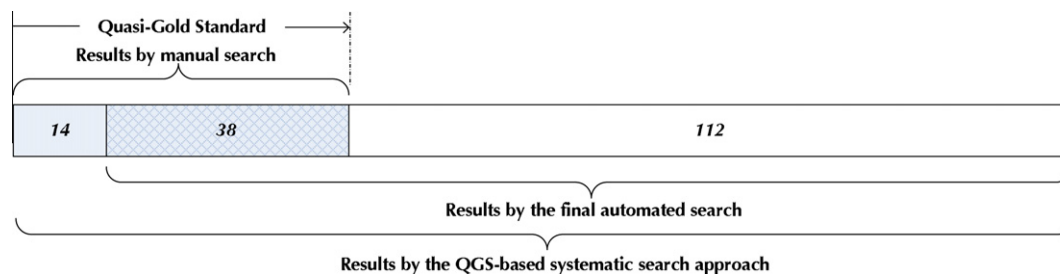 Quasi-Gold Standard
Results by manual search
14 38 112
Results by the final automated search
Results by the QGS-based systematic search approach